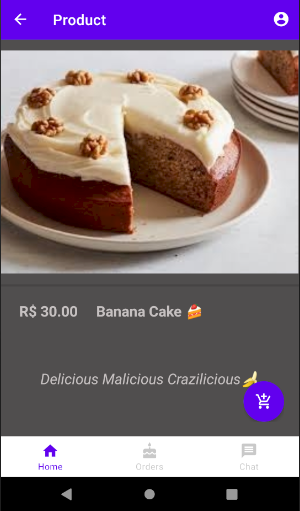 Product
R$ 30.00 Banana Cake 🍰
Delicious Malicious Crazilicious🍌
Home Orders Chat